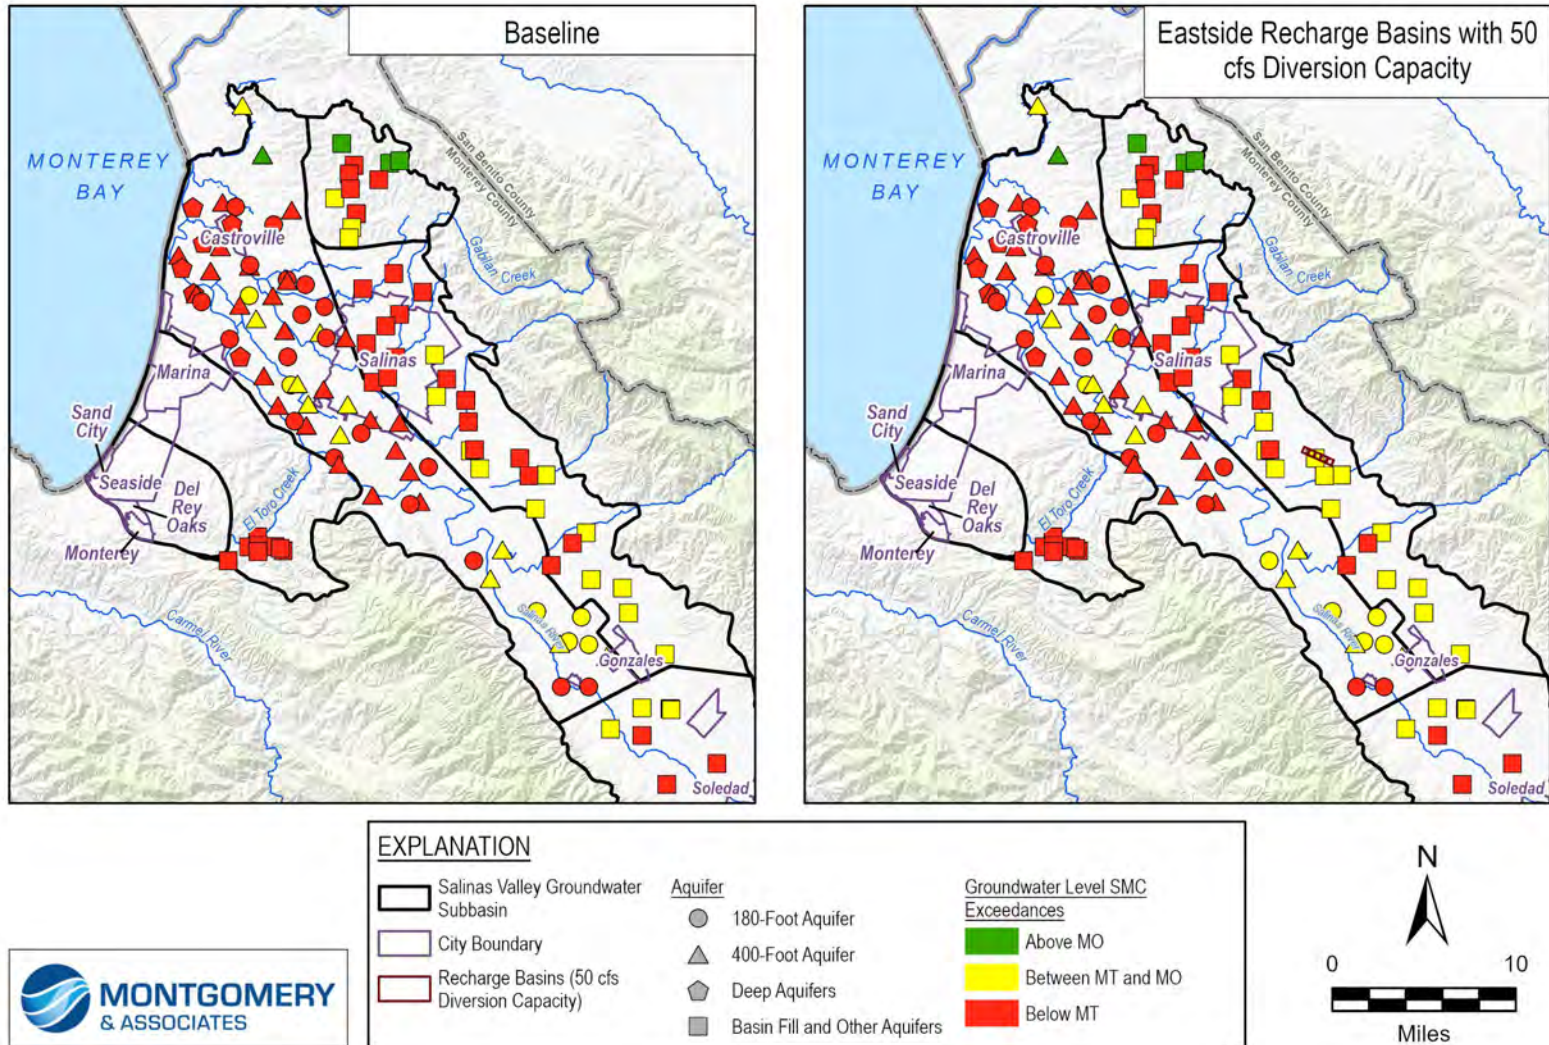 Baseline
MONTEREY
BAY
San Benito County
Monterey County
Castroville
Gabilan Creek
Salinas
Marina
Sand
City
Seaside
Del
Rey
Oaks
Monterey
El Toro Creek
Carmel River
Salinas River
Gonzales
Soledad
Eastside Recharge Basins with 50
cfs Diversion Capacity
MONTEREY
BAY
San Benito County
Monterey County
Castroville
Gabilan Creek
Salinas
Marina
Sand
City
Seaside
Del
Rey
Oaks
Monterey
El Toro Creek
Carmel River
Salinas River
Gonzales
Soledad
EXPLANATION
Salinas Valley Groundwater
Subbasin
City Boundary
Recharge Basins (50 cfs
Diversion Capacity)
Aquifer
180-Foot Aquifer
400-Foot Aquifer
Deep Aquifers
Basin Fill and Other Aquifers
Groundwater Level SMC
Exceedances
Above MO
Between MT and MO
Below MT
N
0 10
Miles
MONTGOMERY
& ASSOCIATES